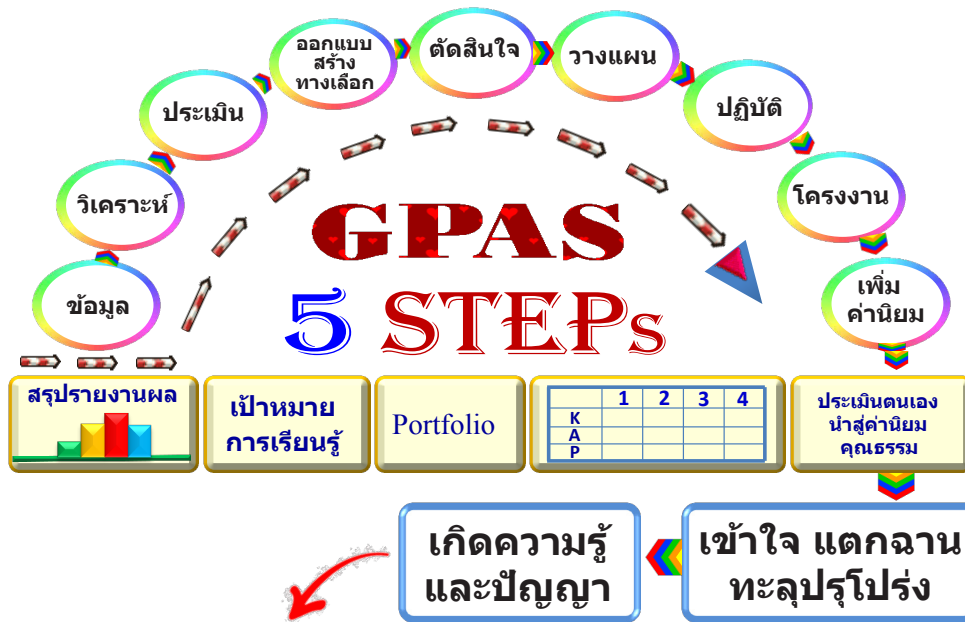 ออกแบบ
สร้าง
ทางเลือก
ตัดสินใจ
วางแผน
ประเมิน
ปฏิบัติ
วิเคราะห์
โครงงาน
ข้อมูล
เพิ่ม
ค่านิยม
GPAS
5 STEPs
สรุปรายงานผล
เป้าหมาย
การเรียนรู้
Portfolio
1 2 3 4
K
A
P
ประเมินตนเอง
นำสู่ค่านิยม
คุณธรรม
เข้าใจ แตกฉาน
ทะลุปรุโปร่ง
เกิดความรู้
และปัญญา